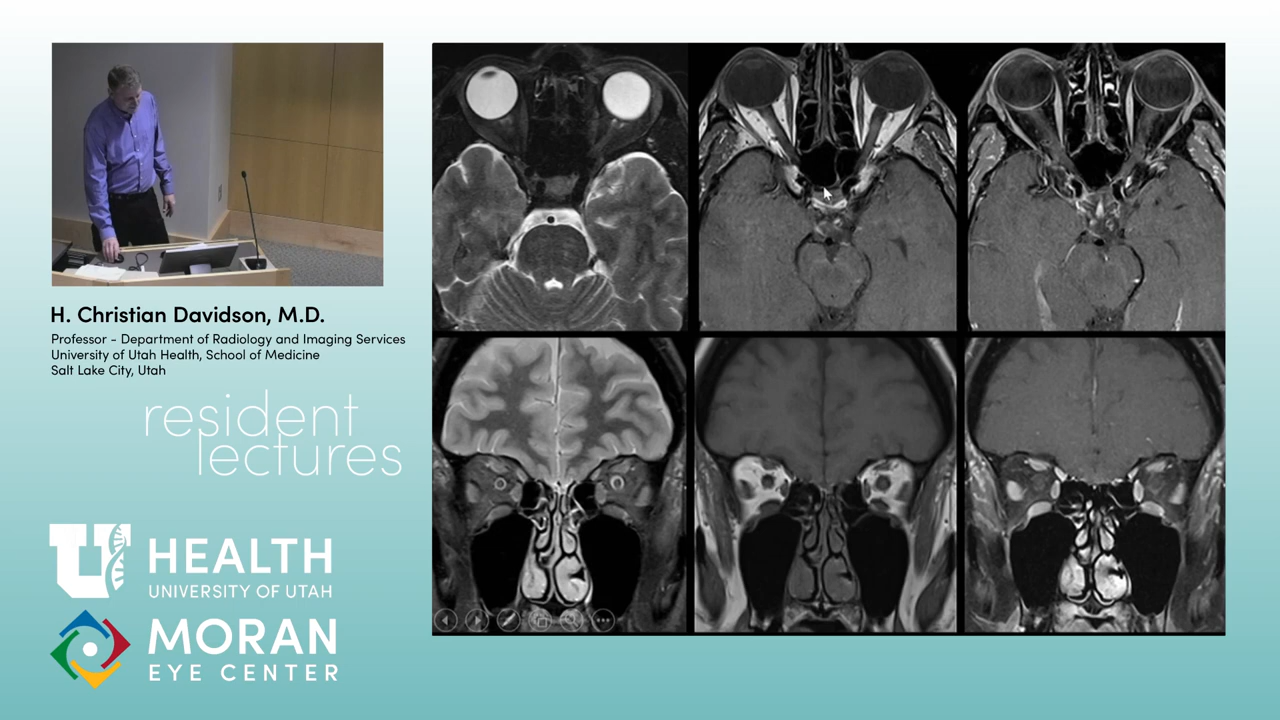 H. Christian Davidson, M.D.
Professor - Department of Radiology and Imaging Services
University of Utah Health, School of Medicine
Salt Lake City, Utah
resident
lectures
U HEALTH
UNIVERSITY OF UTAH
MORAN
EYE CENTER